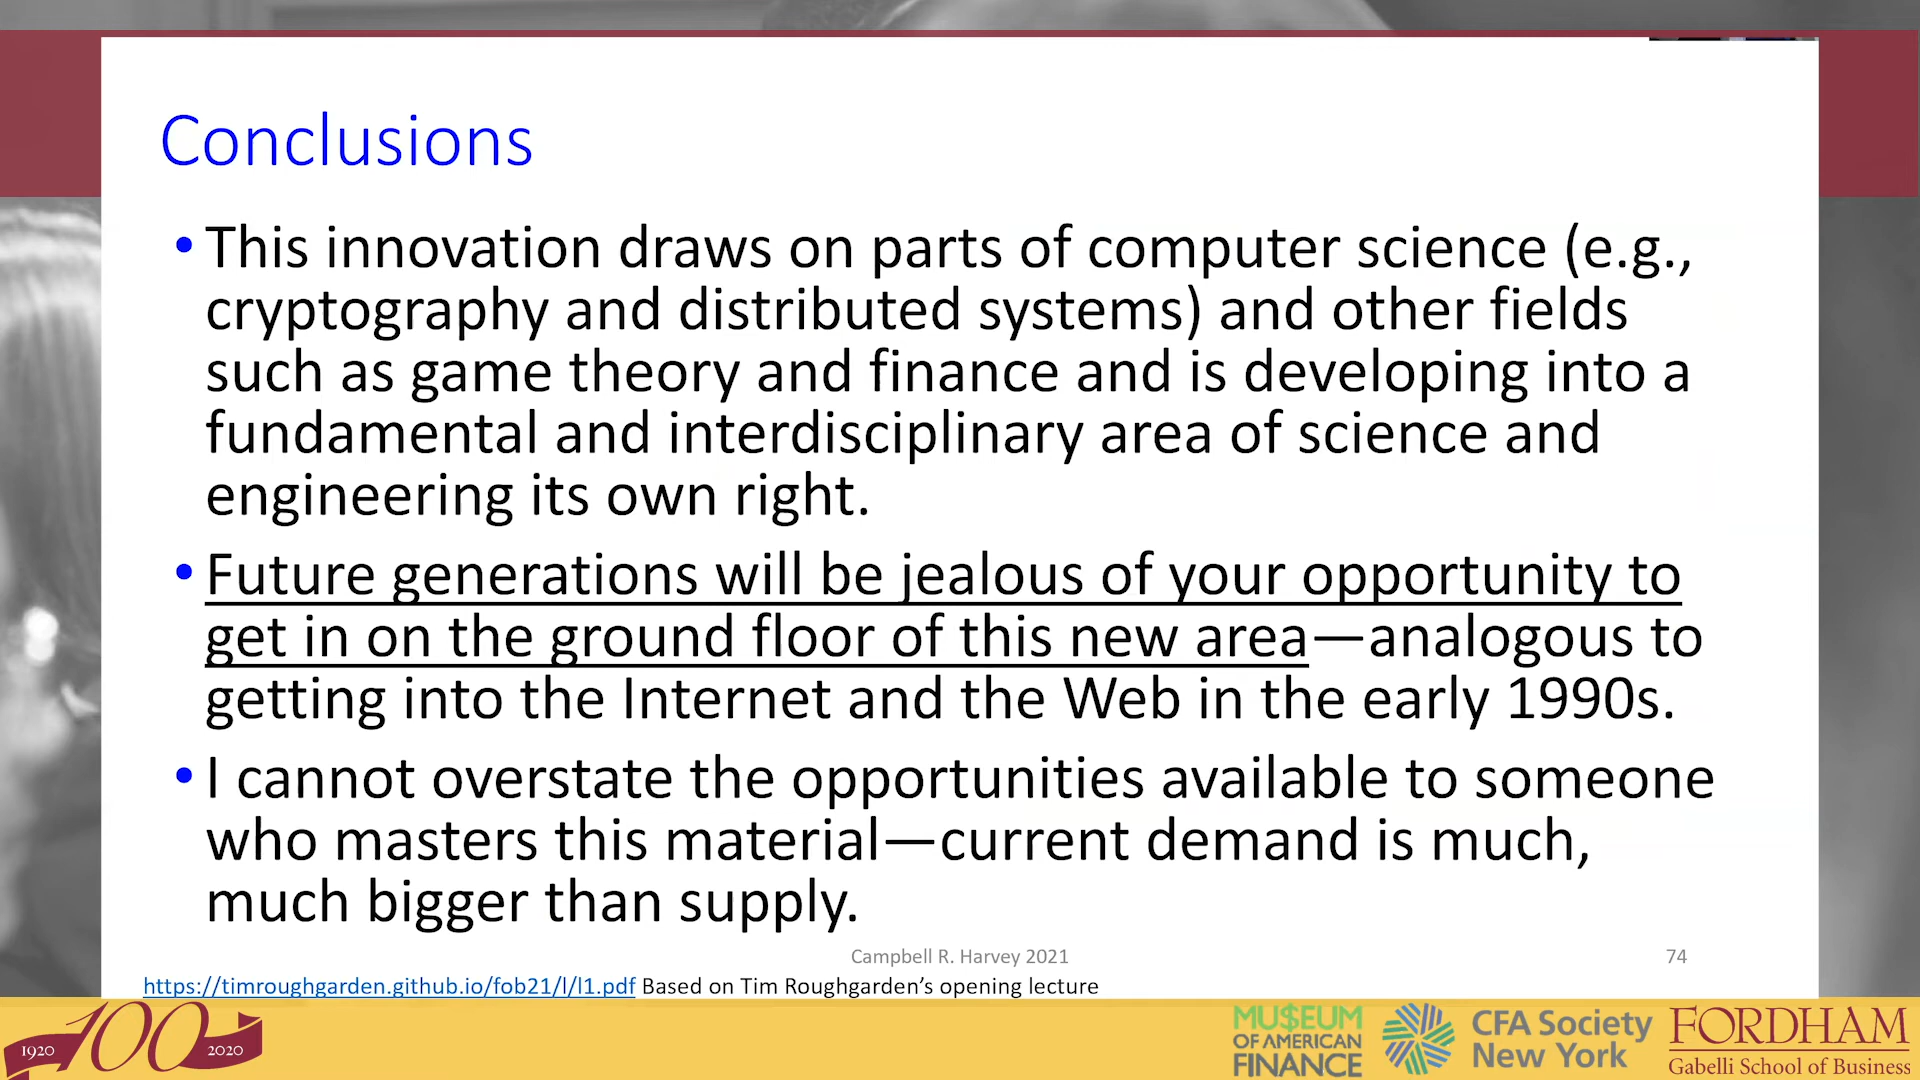 Conclusions
• This innovation draws on parts of computer science (e.g.,
cryptography and distributed systems) and other fields
such as game theory and finance and is developing into a
fundamental and interdisciplinary area of science and
engineering its own right.
• Future generations will be jealous of your opportunity to
get in on the ground floor of this new area—analogous to
getting into the Internet and the Web in the early 1990s.
• I cannot overstate the opportunities available to someone
who masters this material—current demand is much,
much bigger than supply.
Campbell R. Harvey 2021
74
https://timroughgarden.github.io/fob21/l/l1.pdf Based on Tim Roughgarden’s opening lecture
1920 100 2020
MU$EUM
OF AMERICAN
FINANCE
CFA Society
New York
FORDHAM
Gabelli School of Business